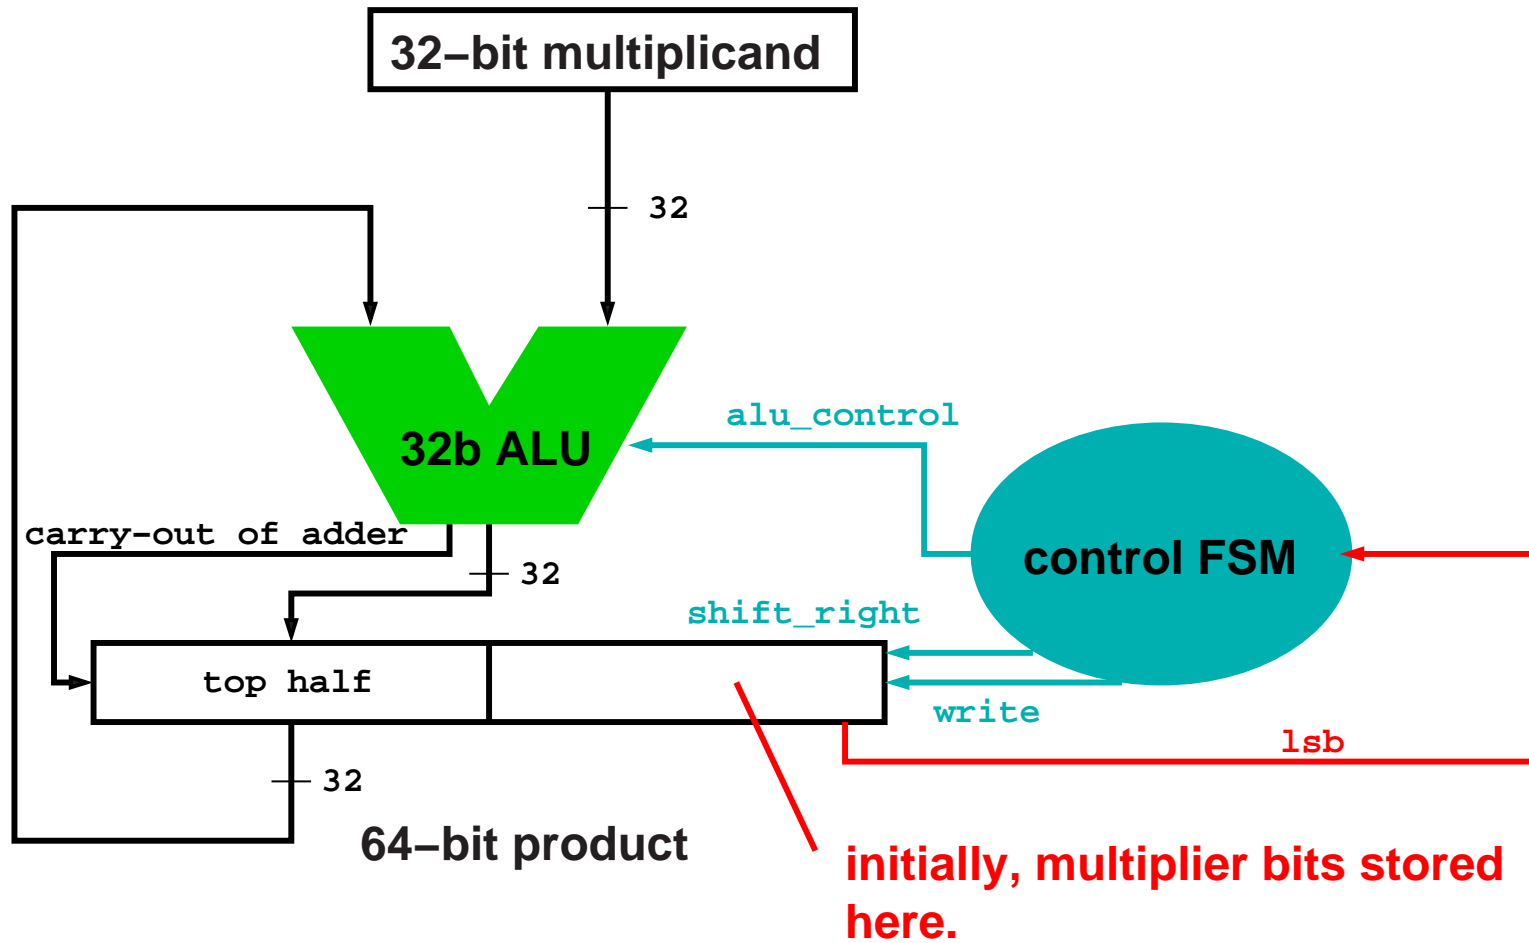 32–bit multiplicand
32
alu_control
32b ALU
carry–out of adder
control FSM
32
shift_right
top half
write
lsb
32
64–bit product
initially, multiplier bits stored
here.